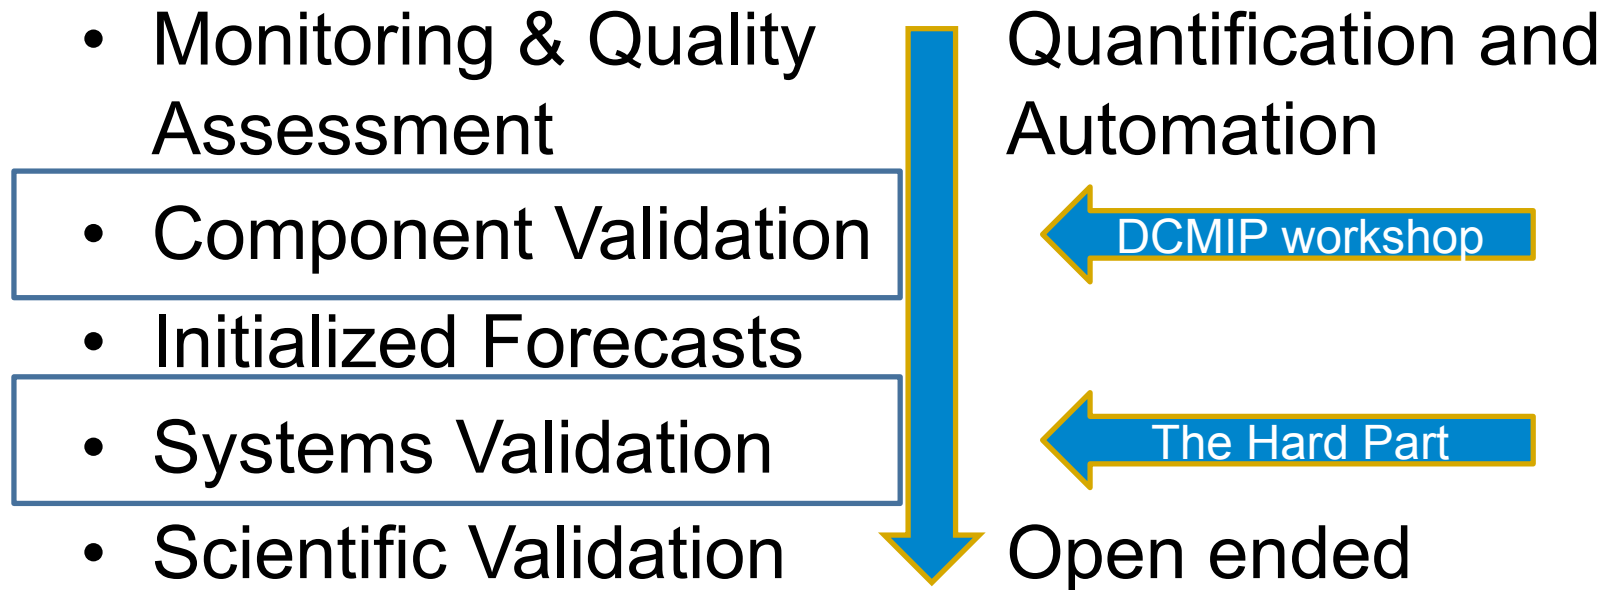 • Monitoring & Quality
Assessment
• Component Validation
• Initialized Forecasts
• Systems Validation
• Scientific Validation
Quantification and
Automation
DCMIP workshop
The Hard Part
Open ended